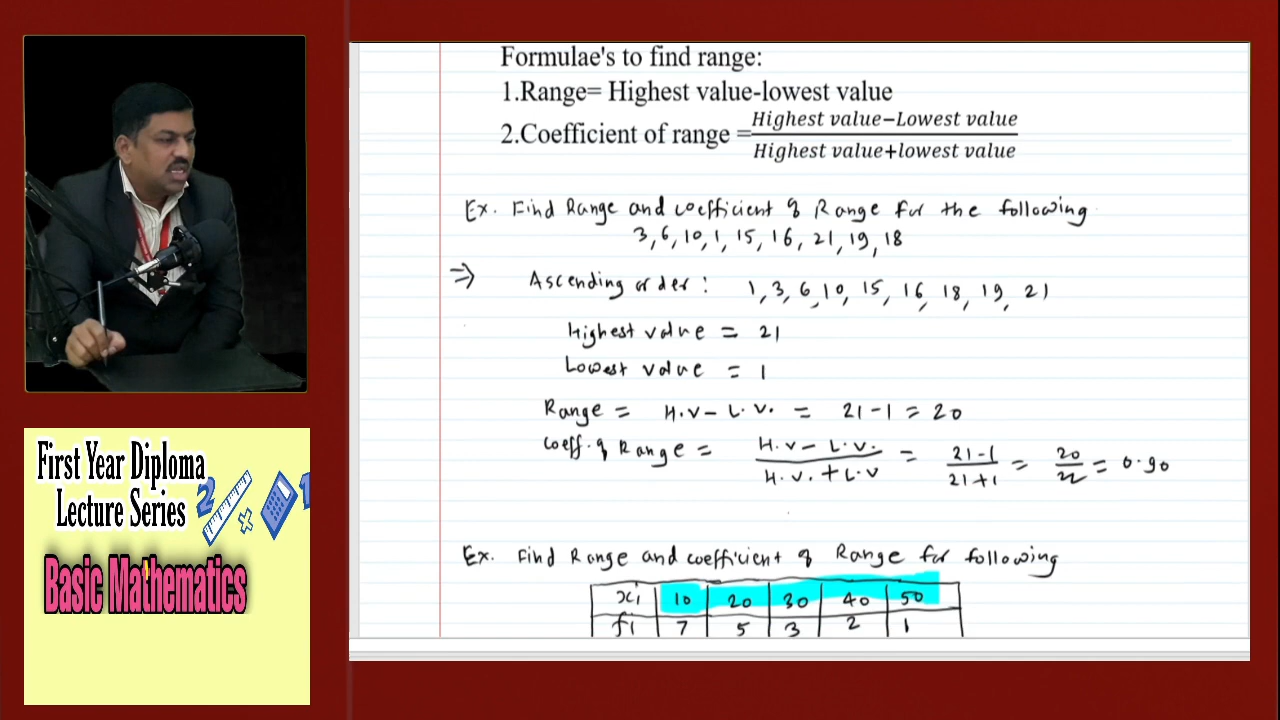 Formulae's to find range:
1.Range= Highest value-lowest value
2.Coefficient of range = Highest value−Lowest value / Highest value+lowest value
Ex. Find Range and coefficient of Range for the following
3, 6, 10, 1, 15, 16, 21, 19, 18
⇒ Ascending order : 1, 3, 6, 10, 15, 16, 18, 19, 21
Highest value = 21
Lowest value = 1
Range = H.V - L.V. = 21-1 = 20
Coeff. of Range = H.V - L.V. / H.V. + L.V = 21-1 / 21+1 = 20 / 22 = 0.90
Ex. Find Range and coefficient of Range for following
xi 10 20 30 40 50
fi 7 5 3 2 1
First Year Diploma
Lecture Series
Basic Mathematics